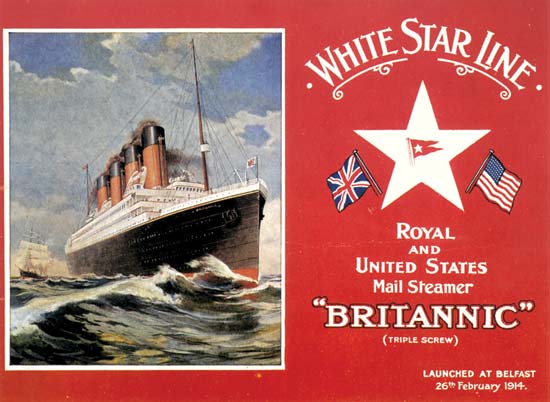 WHITE STAR LINE.
ROYAL
AND
UNITED STATES
Mail Steamer
"BRITANNIC"
(TRIPLE SCREW)
LAUNCHED AT BELFAST
26th February 1914.